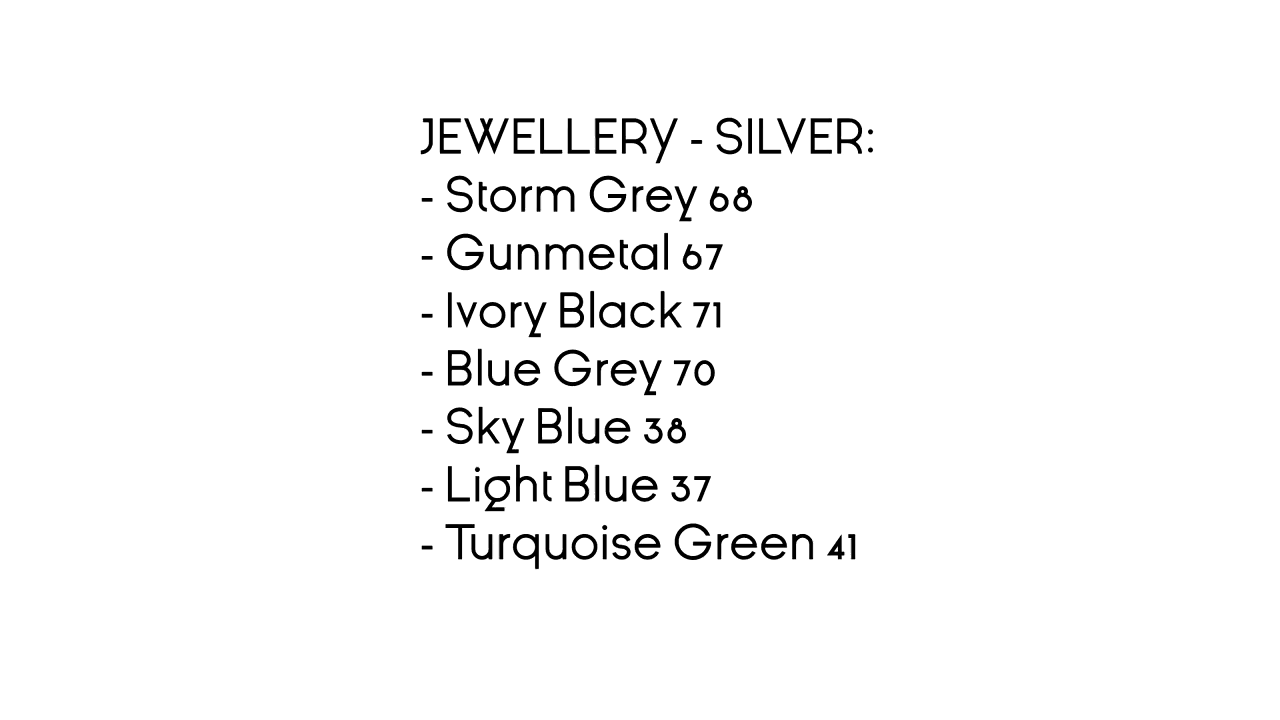 JEWELLERY - SILVER:
- Storm Grey 68
- Gunmetal 67
- Ivory Black 71
- Blue Grey 70
- Sky Blue 38
- Light Blue 37
- Turquoise Green 41